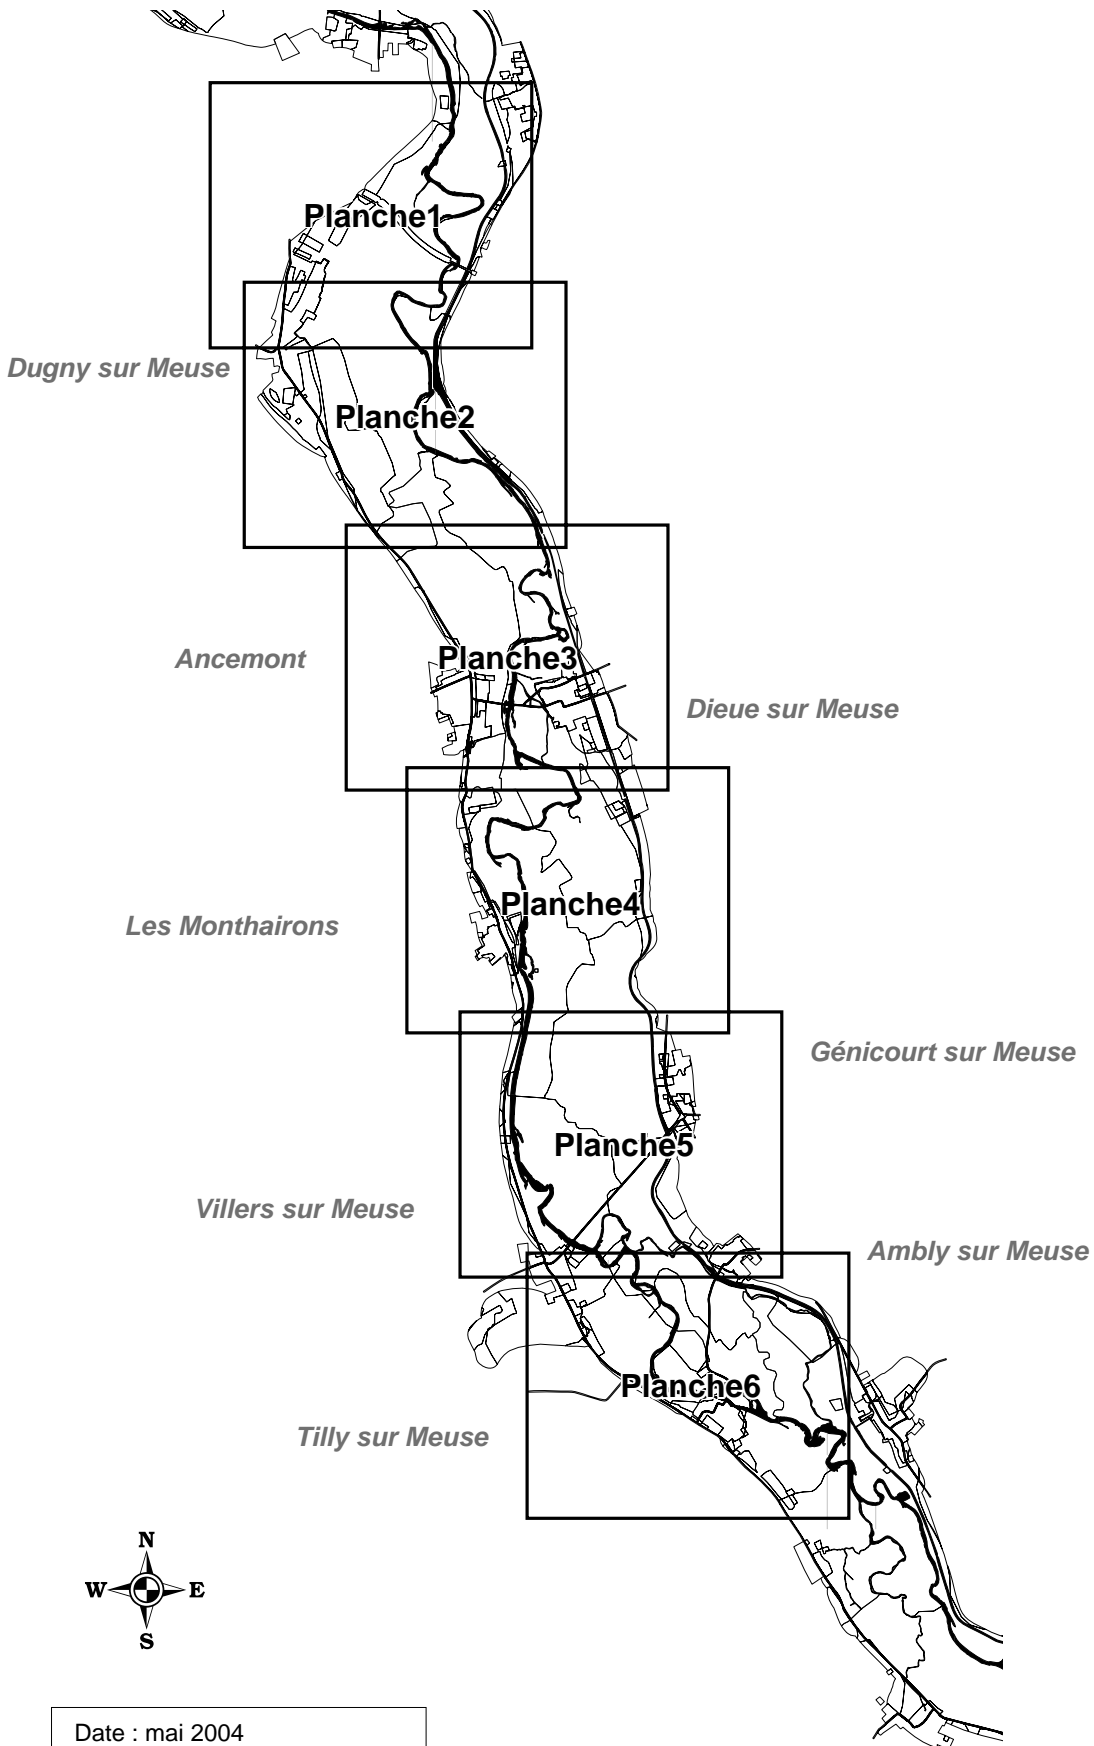 Planche1
Dugny sur Meuse
Planche2
Ancemont
Planche3
Dieue sur Meuse
Planche4
Les Monthairons
Génicourt sur Meuse
Planche5
Villers sur Meuse
Ambly sur Meuse
Planche6
Tilly sur Meuse
N
W E
S
Date : mai 2004